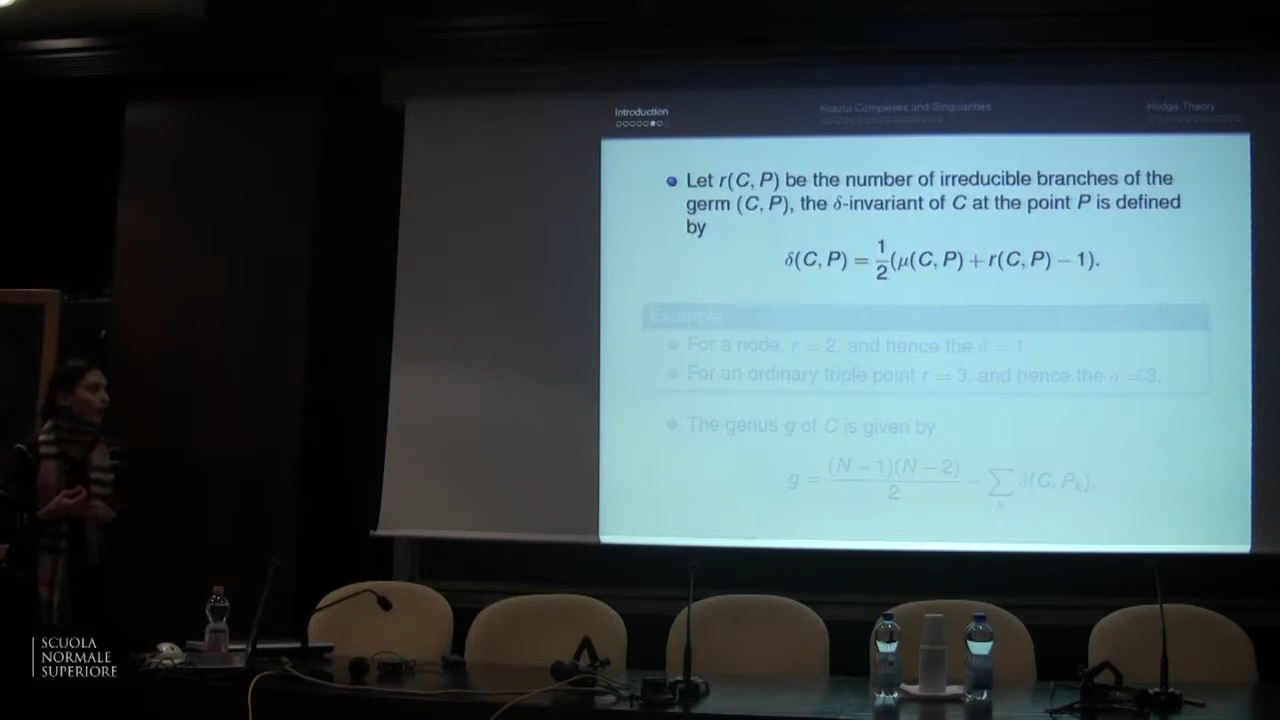 Introduction
Koszul Complexes and Singularities
Hodge Theory
Let r(C, P) be the number of irreducible branches of the
germ (C, P), the δ-invariant of C at the point P is defined
by
δ(C, P) = 1/2 (μ(C, P) + r(C, P) − 1).
Example
For a node, r = 2, and hence the δ = 1
For an ordinary triple point r = 3, and hence the δ = 3.
The genus g of C is given by
g = (N − 1)(N − 2) / 2 − ∑ₖ δ(C, Pₖ).
SCUOLA
NORMALE
SUPERIORE